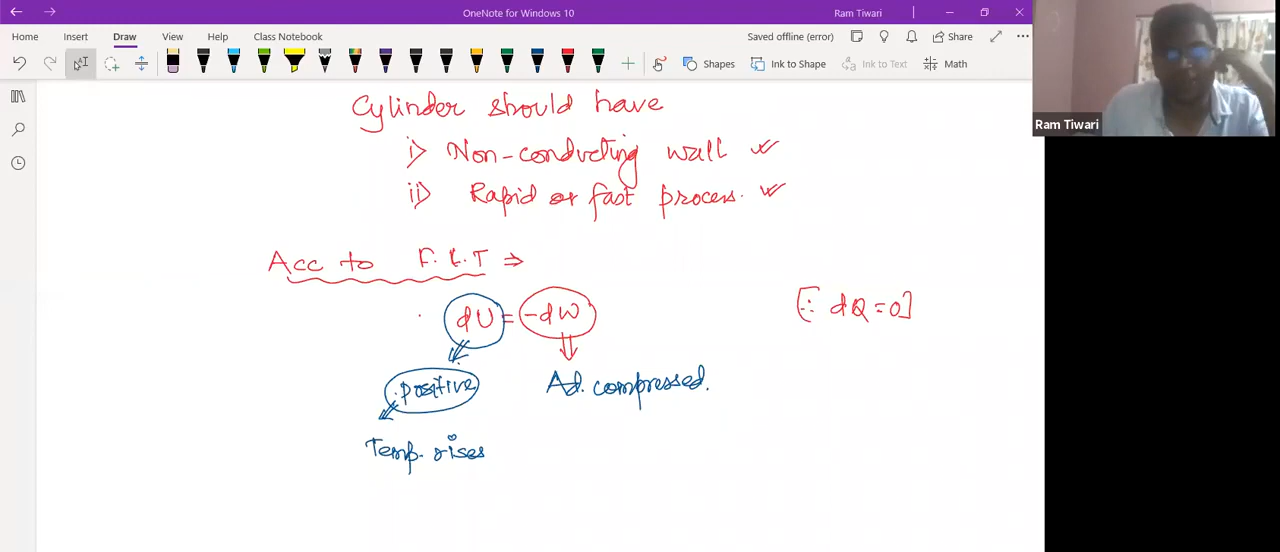 OneNote for Windows 10
Ram Tiwari
Home Insert Draw View Help Class Notebook
Saved offline (error) Share
Shapes Ink to Shape Ink to Text Math
Ram Tiwari
Cylinder should have
i) Non-conducting wall
ii) Rapid or fast process.
Acc to F.L.T ⇒
dU = -dW [∵ dQ = 0]
positive Ad. compressed.
Temp. rises